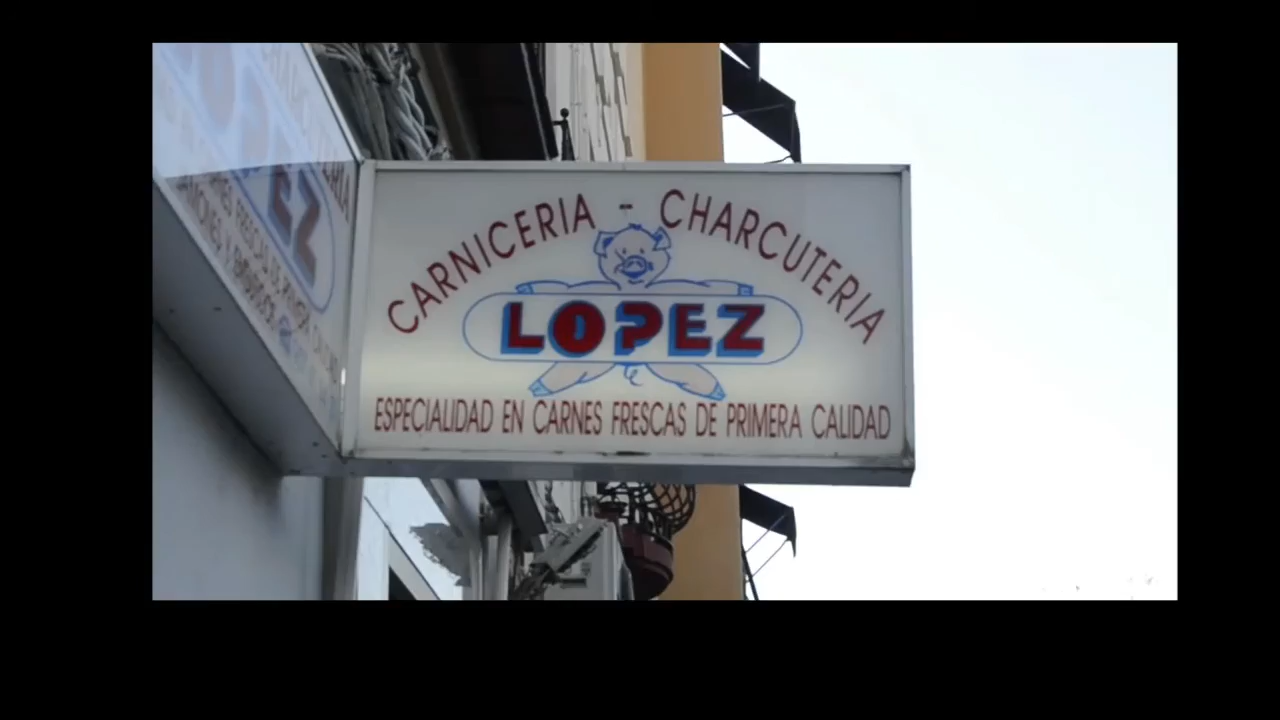 CARNICERIA - CHARCUTERIA
LOPEZ
ESPECIALIDAD EN CARNES FRESCAS DE PRIMERA CALIDAD